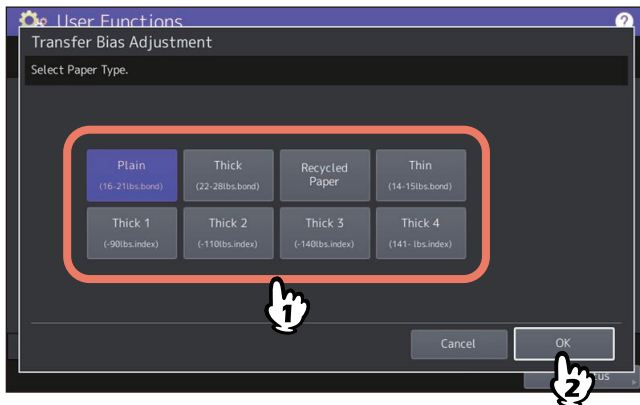 User Functions
?
Transfer Bias Adjustment
Select Paper Type.
Plain
(16-21lbs.bond)
Thick
(22-28lbs.bond)
Recycled
Paper
Thin
(14-15lbs.bond)
Thick 1
(-90lbs.index)
Thick 2
(-110lbs.index)
Thick 3
(-140lbs.index)
Thick 4
(141- lbs.index)
1
Cancel
OK
2